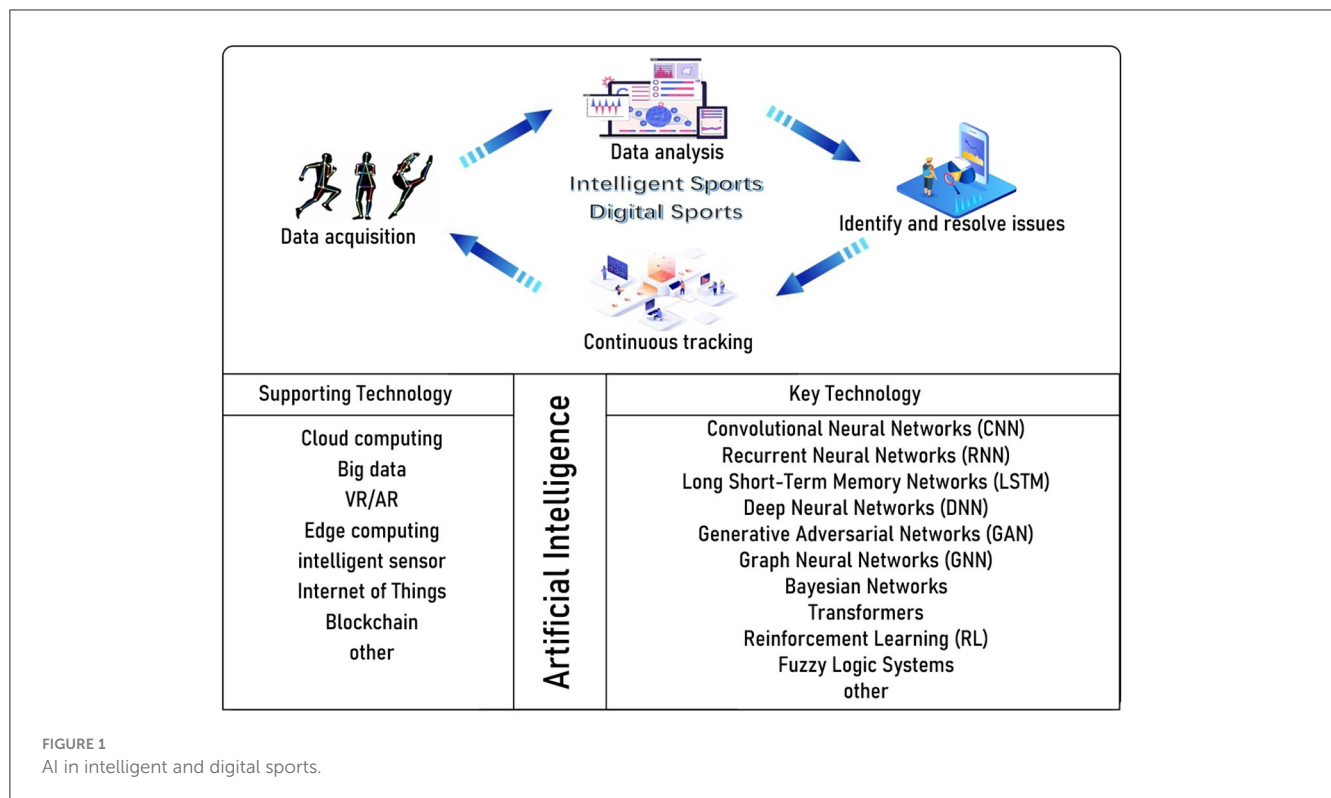 Data analysis
Intelligent Sports
Digital Sports
Data acquisition
Identify and resolve issues
Continuous tracking
Supporting Technology
Cloud computing
Big data
VR/AR
Edge computing
intelligent sensor
Internet of Things
Blockchain
other
Artificial Intelligence
Key Technology
Convolutional Neural Networks (CNN)
Recurrent Neural Networks (RNN)
Long Short-Term Memory Networks (LSTM)
Deep Neural Networks (DNN)
Generative Adversarial Networks (GAN)
Graph Neural Networks (GNN)
Bayesian Networks
Transformers
Reinforcement Learning (RL)
Fuzzy Logic Systems
other
FIGURE 1
AI in intelligent and digital sports.